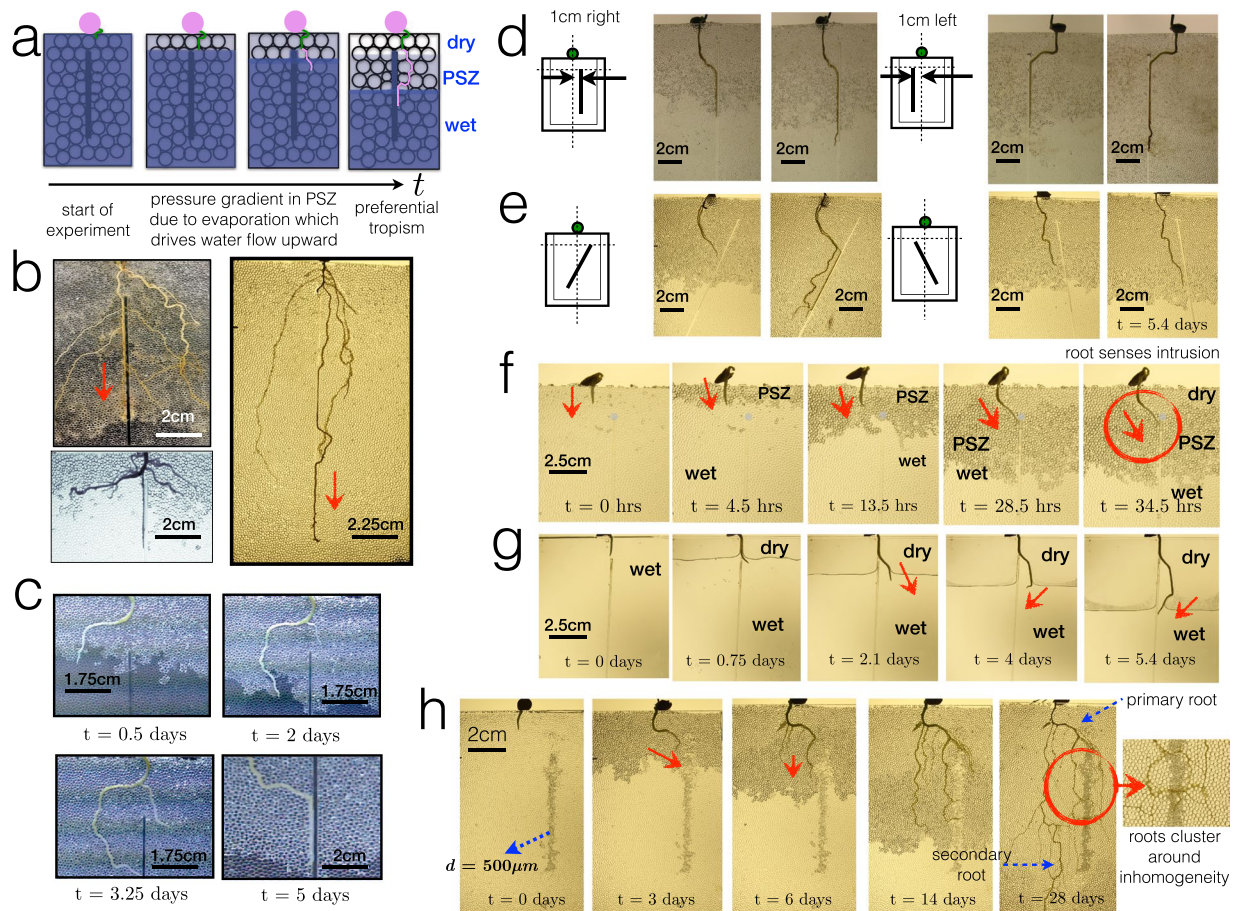 a
dry
PSZ
wet
t
start of
experiment
pressure gradient in PSZ
due to evaporation which
drives water flow upward
preferential
tropism
b
2cm
2cm
2.25cm
c
1.75cm
1.75cm
t = 0.5 days
t = 2 days
1.75cm
2cm
t = 3.25 days
t = 5 days
d
1cm right
2cm
2cm
1cm left
2cm
2cm
e
2cm
2cm
2cm
2cm
t = 5.4 days
root senses intrusion
f
2.5cm
t = 0 hrs
PSZ
wet
t = 4.5 hrs
PSZ
wet
t = 13.5 hrs
PSZ
wet
t = 28.5 hrs
dry
PSZ
wet
t = 34.5 hrs
g
wet
2.5cm
t = 0 days
dry
wet
t = 0.75 days
dry
wet
t = 2.1 days
dry
wet
t = 4 days
dry
wet
t = 5.4 days
h
2cm
d = 500μm
t = 0 days
t = 3 days
t = 6 days
t = 14 days
secondary
root
t = 28 days
primary root
roots cluster
around
inhomogeneity